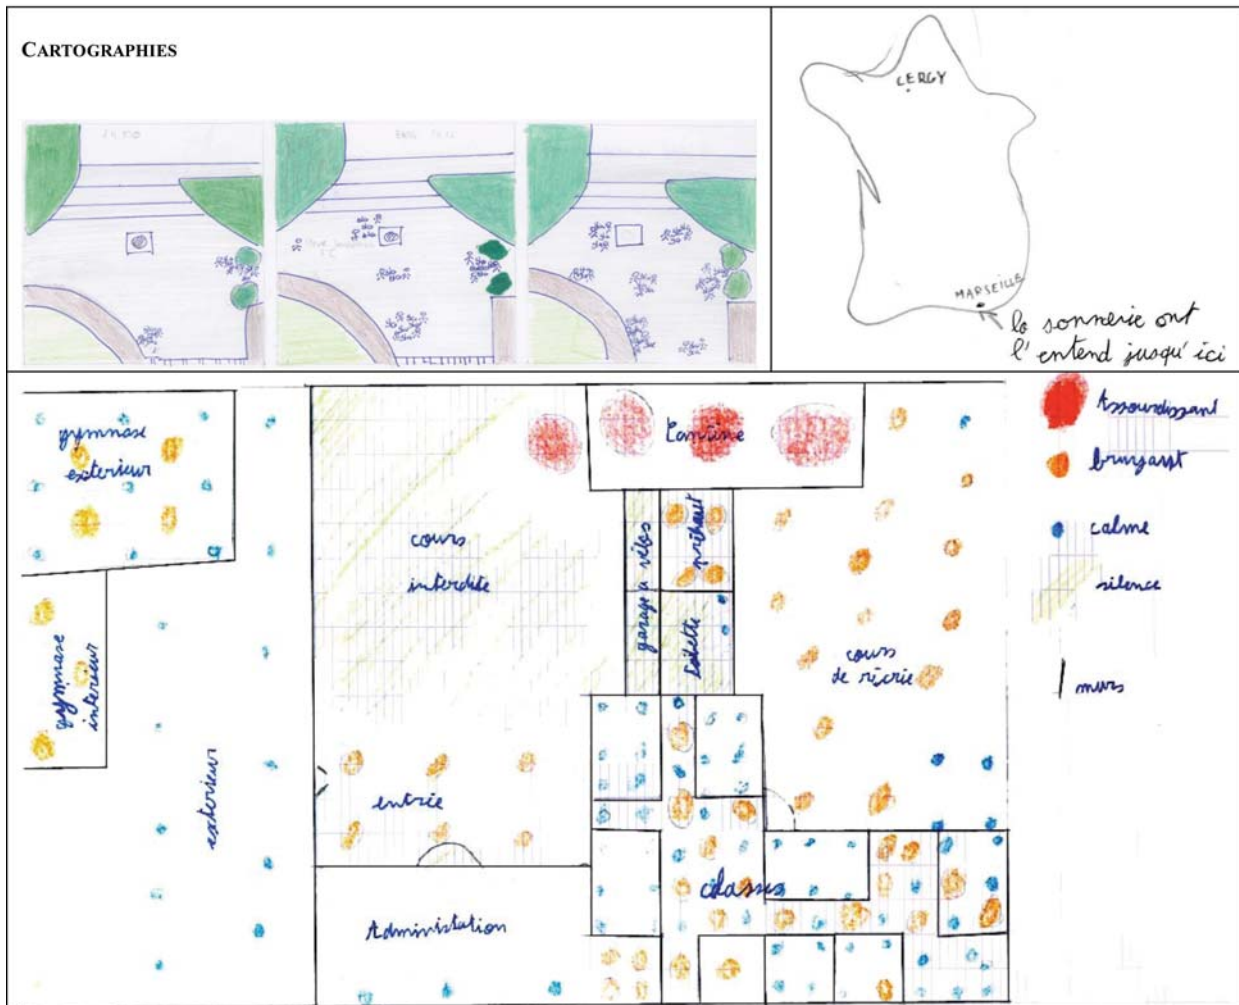 CARTOGRAPHIES
CERGY
MARSEILLE
la sonnerie ont
l'entend jusqu'ici
gymnase
exterieur
gymnase
interieur
exterieur
cours
interdite
entrée
Administration
Cantine
garage a vélos
préhaut
toilette
cours
de récrée
classes
Assourdissant
bruyant
calme
silence
murs